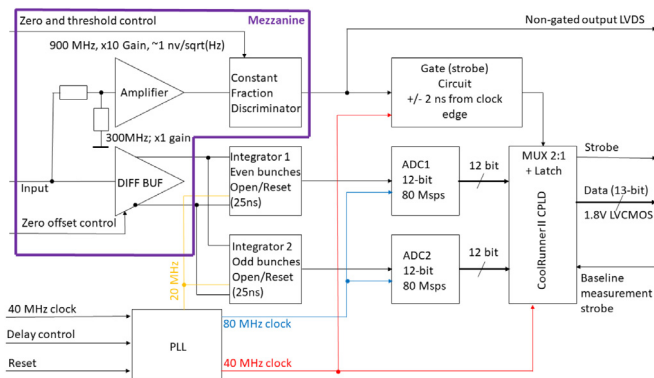 Zero and threshold control
Mezzanine
Non-gated output LVDS
900 MHz, x10 Gain, ~1 nv/sqrt(Hz)
Amplifier
Constant
Fraction
Discriminator
Gate (strobe)
Circuit
+/- 2 ns from clock
edge
300MHz; x1 gain
DIFF BUF
Input
Zero offset control
Integrator 1
Even bunches
Open/Reset
(25ns)
ADC1
12-bit
80 Msps
12 bit
MUX 2:1
+ Latch
CoolRunner II CPLD
Strobe
Data (13-bit)
1.8V LVCMOS
Integrator 2
Odd bunches
Open/Reset
(25ns)
ADC2
12-bit
80 Msps
12 bit
Baseline
measurement
strobe
20 MHz
40 MHz clock
Delay control
Reset
PLL
80 MHz clock
40 MHz clock